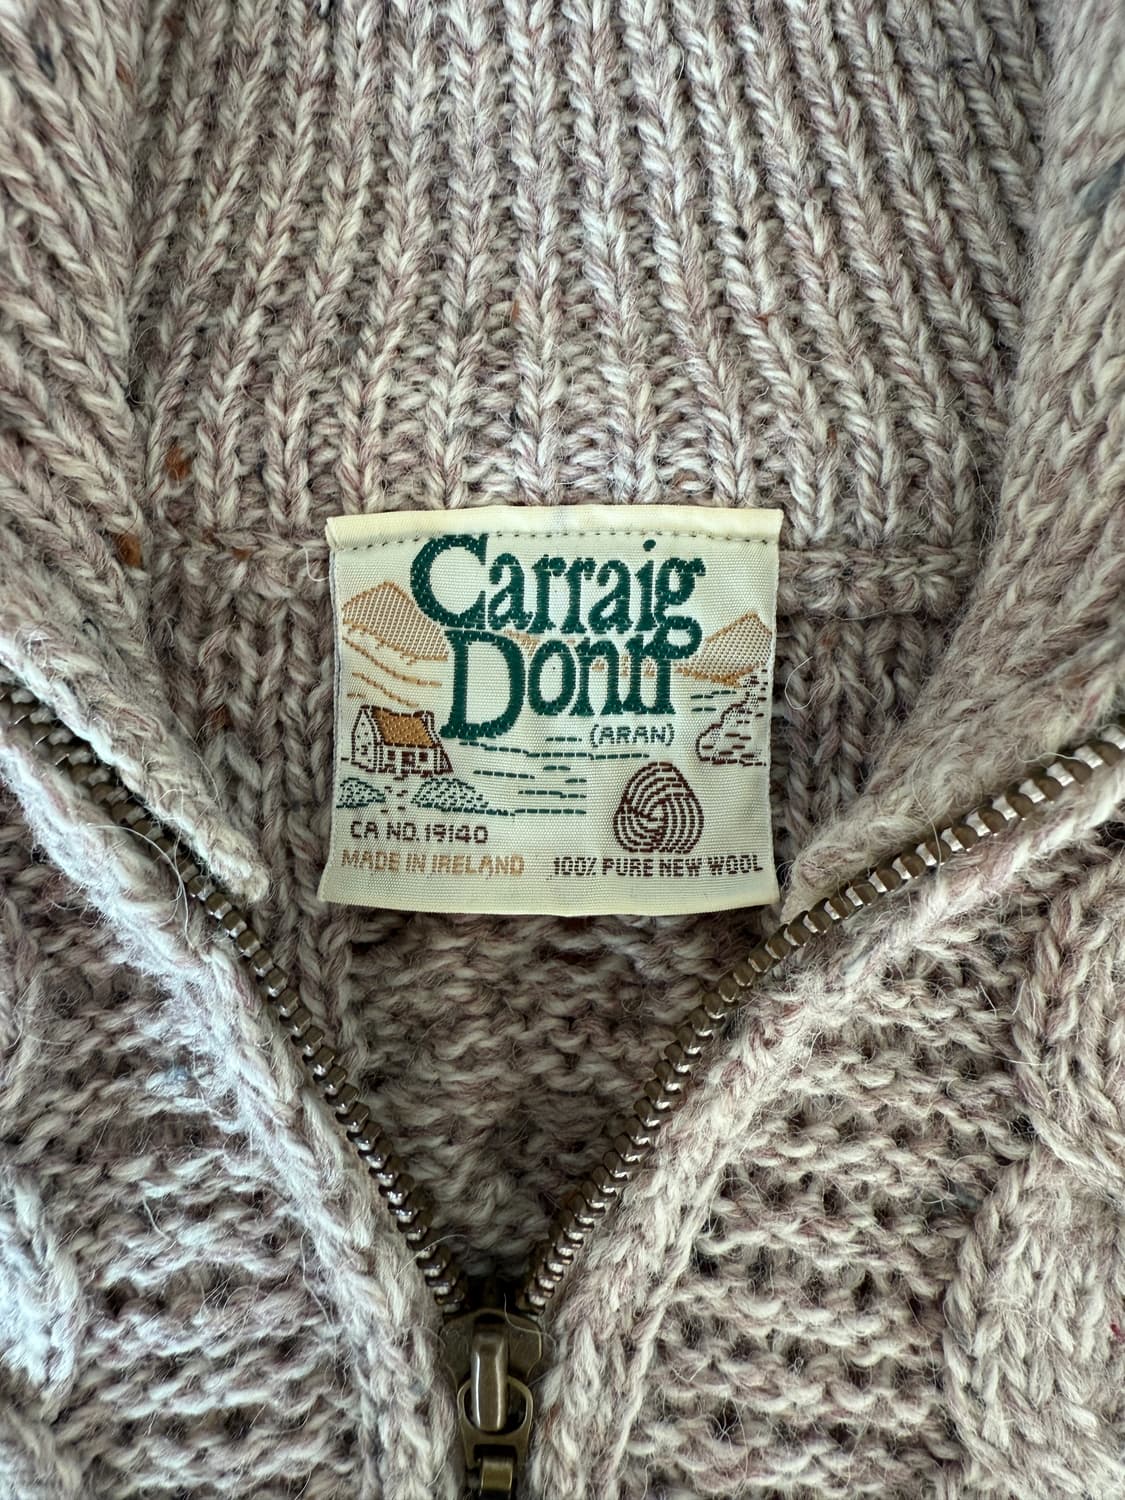 Carraig
Donn
(ARAN)
CA NO. 19140
MADE IN IRELAND
100% PURE NEW WOOL